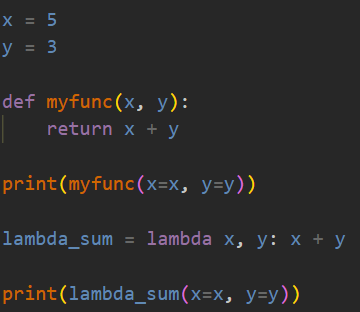 x = 5
y = 3
def myfunc(x, y):
    return x + y
print(myfunc(x=x, y=y))
lambda_sum = lambda x, y: x + y
print(lambda_sum(x=x, y=y))